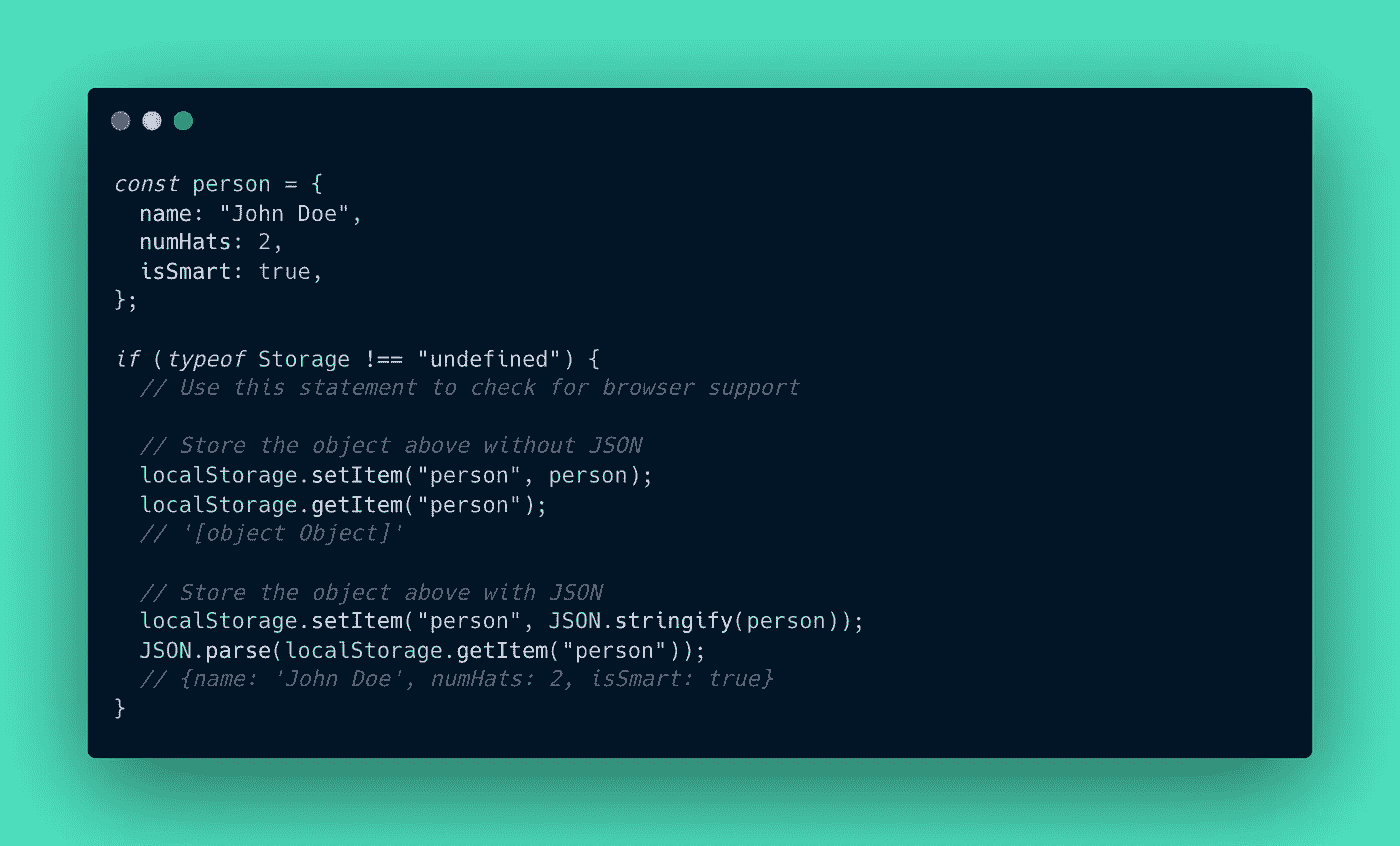 const person = {
  name: "John Doe",
  numHats: 2,
  isSmart: true,
};

if (typeof Storage !== "undefined") {
  // Use this statement to check for browser support

  // Store the object above without JSON
  localStorage.setItem("person", person);
  localStorage.getItem("person");
  // '[object Object]'

  // Store the object above with JSON
  localStorage.setItem("person", JSON.stringify(person));
  JSON.parse(localStorage.getItem("person"));
  // {name: 'John Doe', numHats: 2, isSmart: true}
}